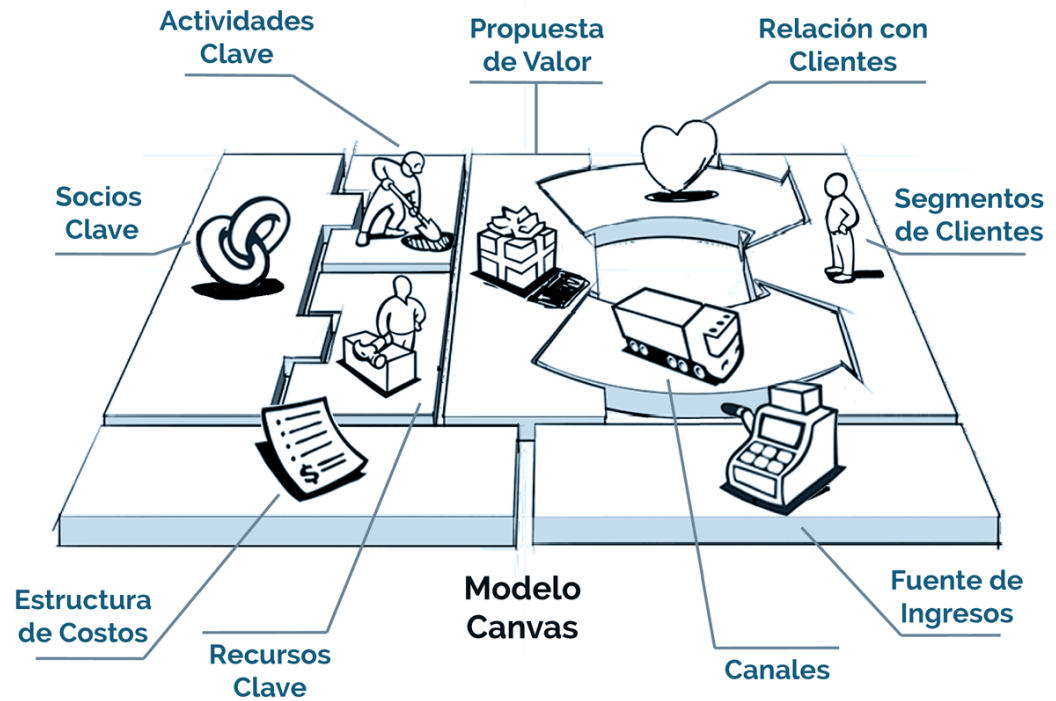 Actividades
Clave
Propuesta
de Valor
Relación con
Clientes
Socios
Clave
Segmentos
de Clientes
$
Modelo
Canvas
Estructura
de Costos
Recursos
Clave
Canales
Fuente de
Ingresos